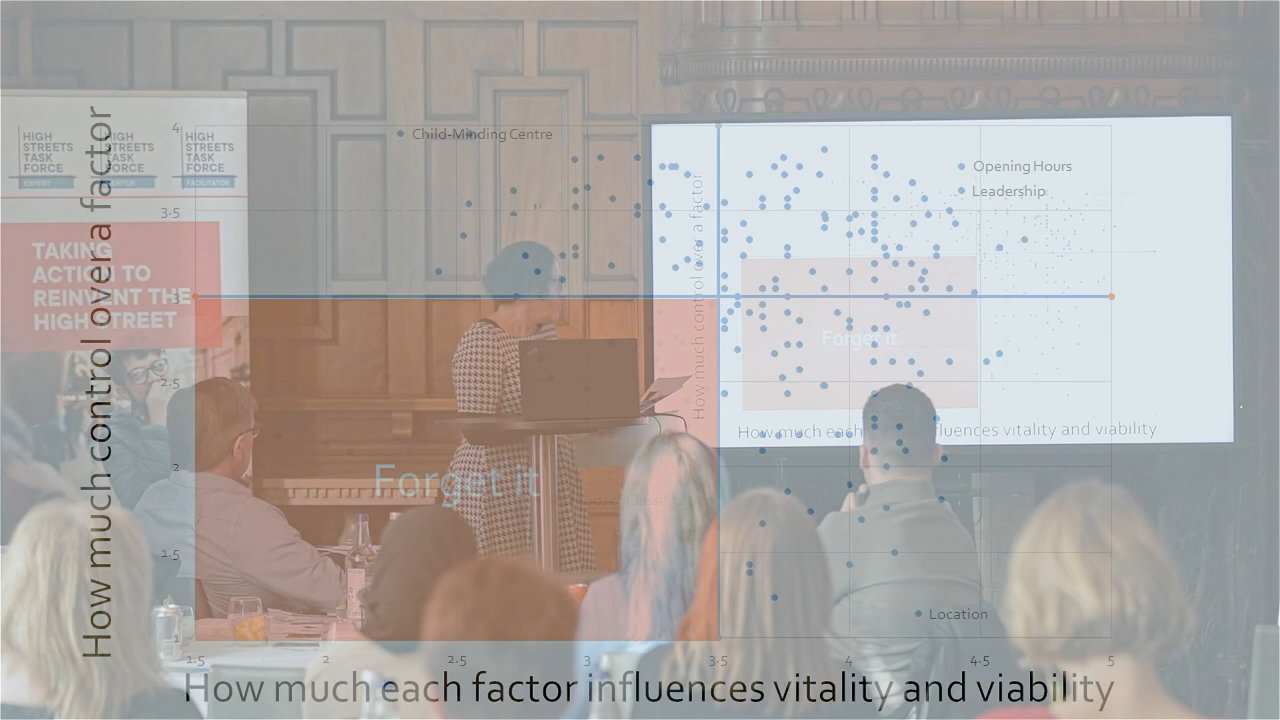 HIGH
STREETS
TASK
FORCE
EXPERT
HIGH
STREETS
TASK
FORCE
MENTOR
HIGH
STREETS
TASK
FORCE
FACILITATOR
TAKING
ACTION TO
REINVENT THE
HIGH STREET
How much control over a factor
4
3.5
3
2.5
2
1.5
1
Child-Minding Centre
Opening Hours
Leadership
Location
Forget it
1.5
2
2.5
3
3.5
4
4.5
5
How much each factor influences vitality and viability
How much control over a factor
Forget it
How much each fluences vitality and viability